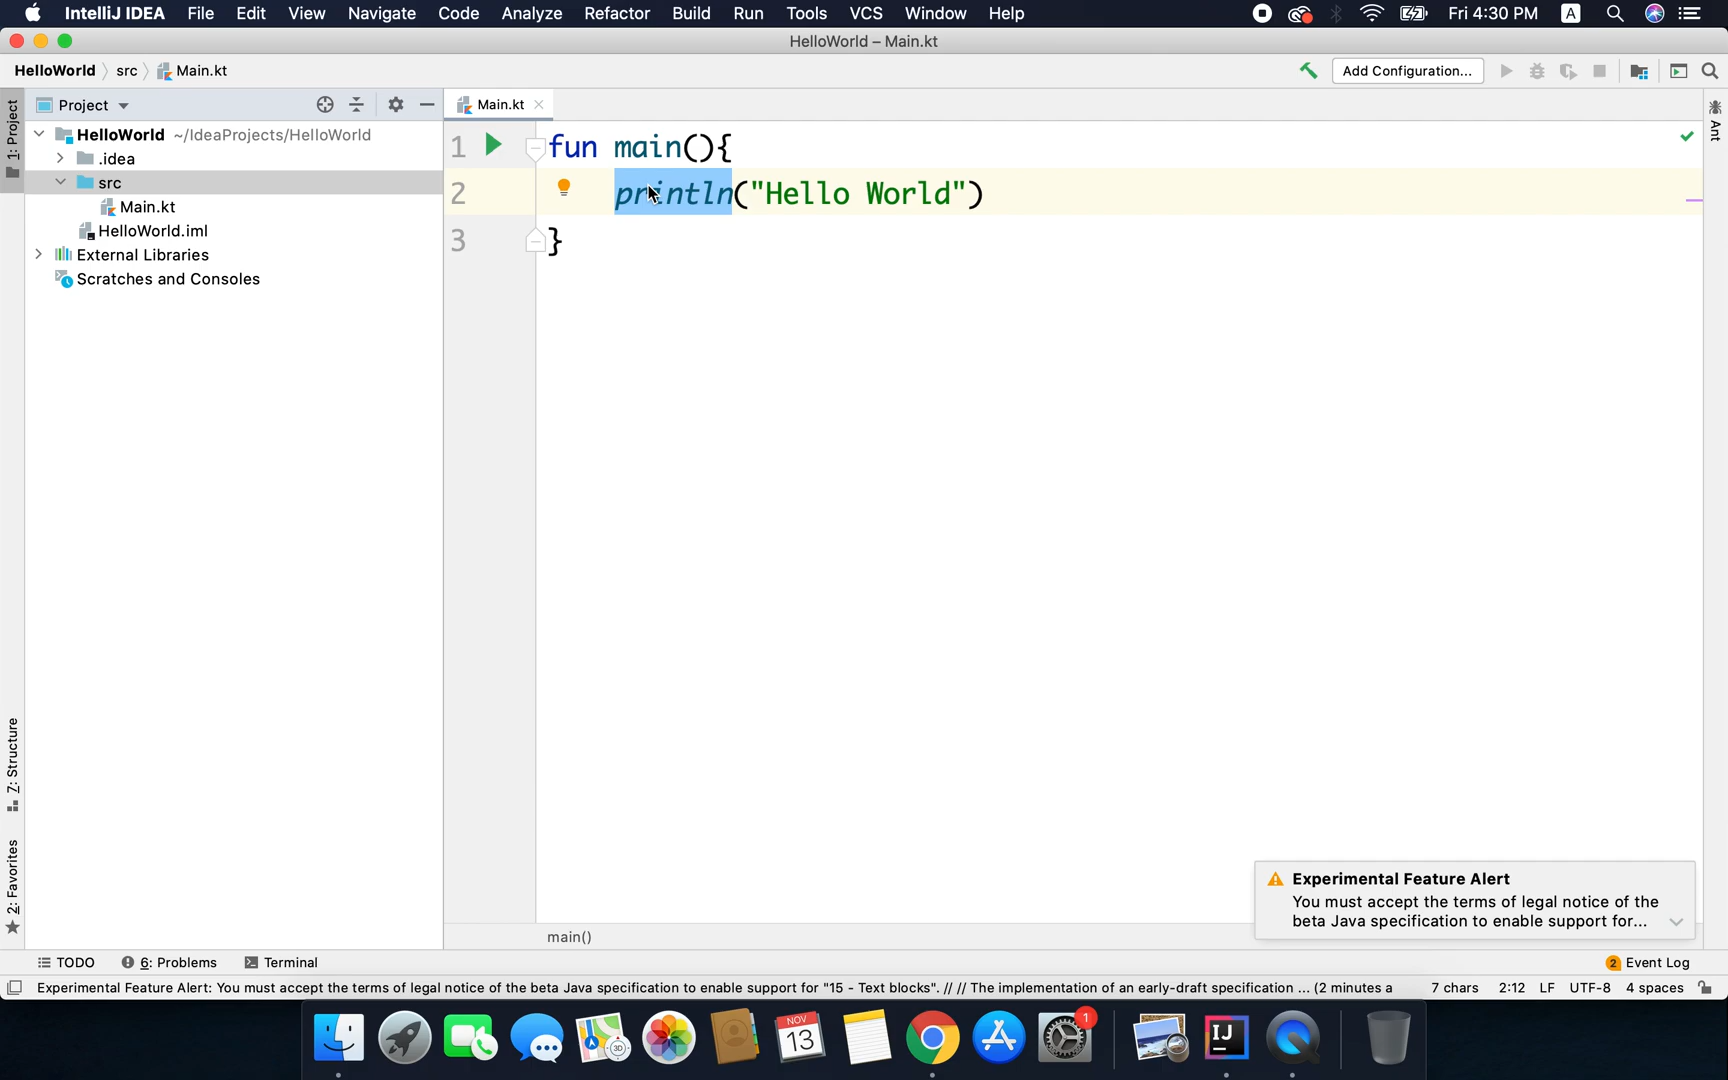 IntelliJ IDEA File Edit View Navigate Code Analyze Refactor Build Run Tools VCS Window Help Fri 4:30 PM A
HelloWorld – Main.kt
HelloWorld src Main.kt Add Configuration...
1: Project
Project
Main.kt
Ant
HelloWorld ~/IdeaProjects/HelloWorld
.idea
src
Main.kt
HelloWorld.iml
External Libraries
Scratches and Consoles
1 fun main(){
2 println("Hello World")
3 }
Z: Structure
2: Favorites
Experimental Feature Alert
You must accept the terms of legal notice of the
beta Java specification to enable support for...
main()
TODO 6: Problems Terminal 2 Event Log
Experimental Feature Alert: You must accept the terms of legal notice of the beta Java specification to enable support for "15 - Text blocks". // // The implementation of an early-draft specification ... (2 minutes a 7 chars 2:12 LF UTF-8 4 spaces
3D
NOV
13
1
IJ